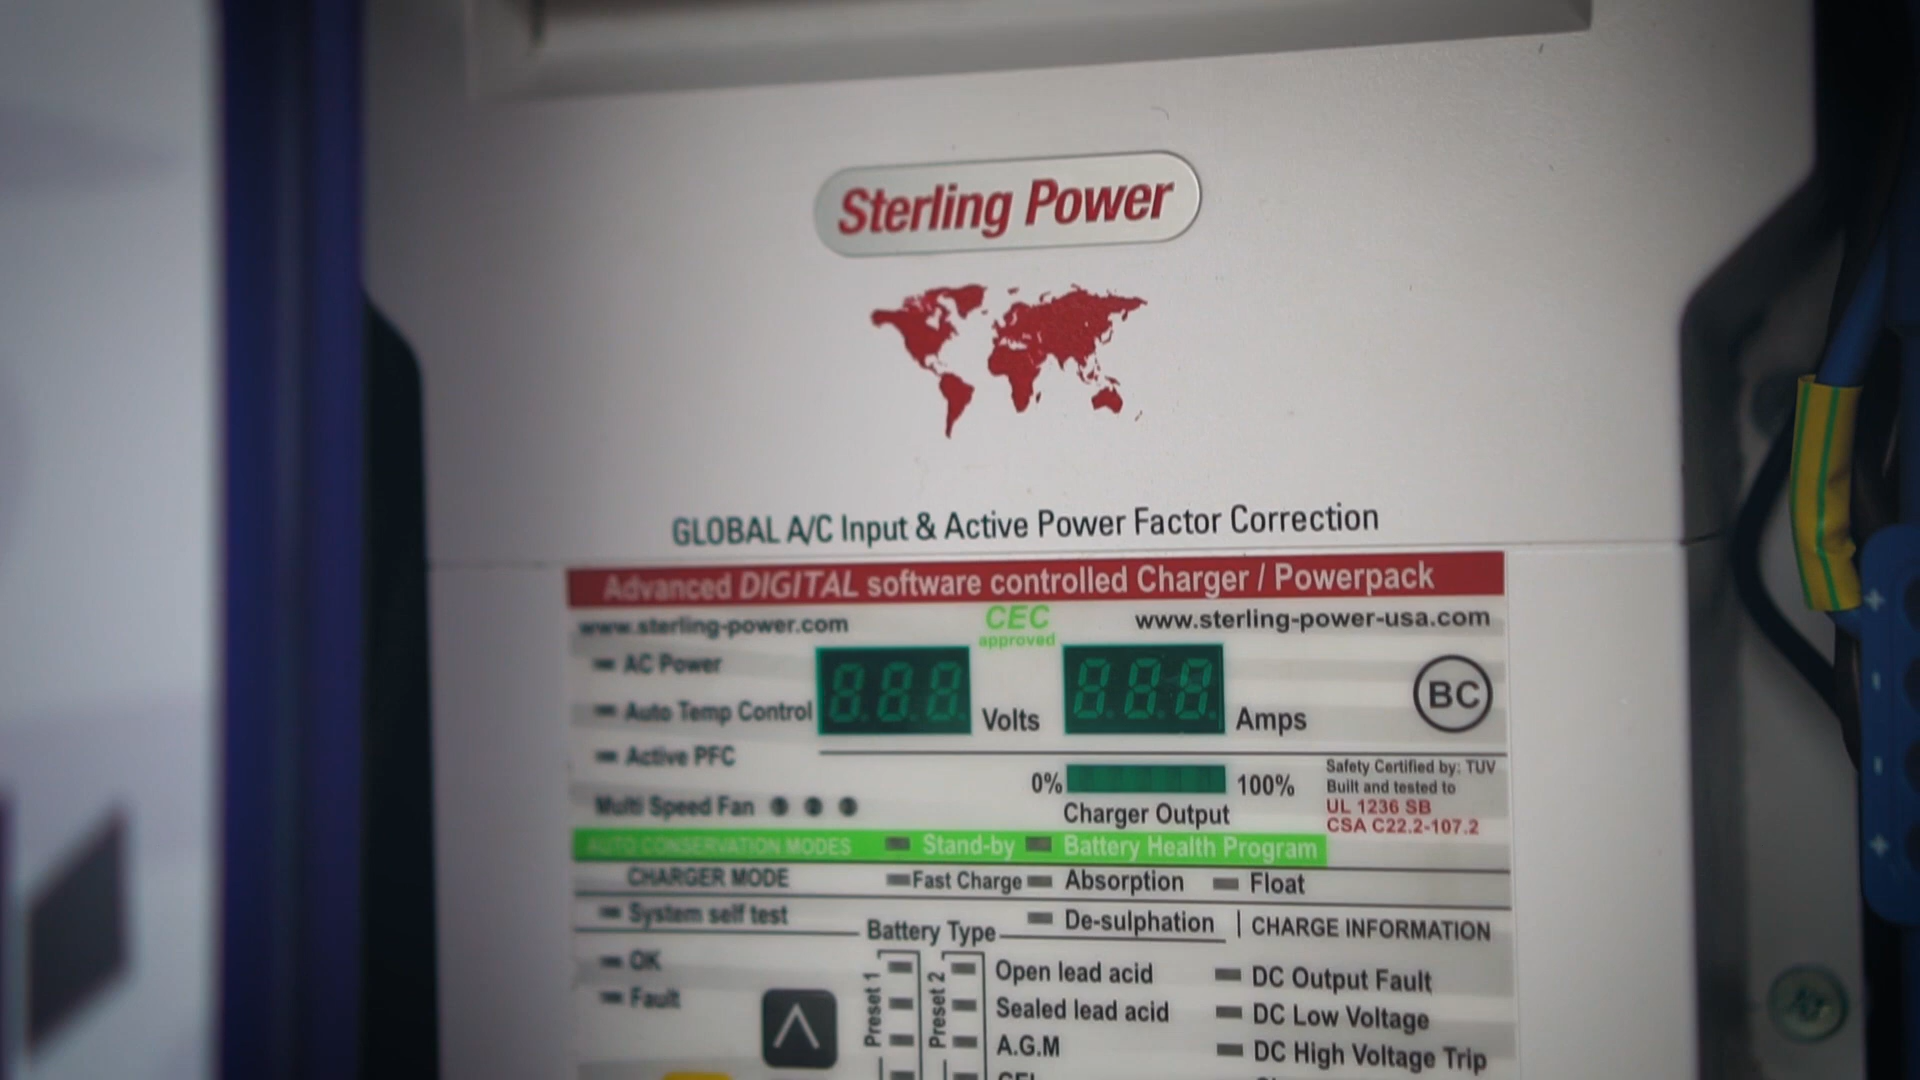 Sterling Power
GLOBAL A/C Input & Active Power Factor Correction
Advanced DIGITAL software controlled Charger / Powerpack
www.sterling-power.com
CEC
approved
www.sterling-power-usa.com
AC Power
Auto Temp Control
888
Volts
888
Amps
BC
Active PFC
Multi Speed Fan
0%
100%
Charger Output
Safety Certified by: TUV
Built and tested to
UL 1236 SB
CSA C22.2-107.2
AUTO CONSERVATION MODES Stand-by Battery Health Program
CHARGER MODE Fast Charge Absorption Float
System self test
Battery Type
De-sulphation
CHARGE INFORMATION
OK
Fault
Preset 1
Preset 2
Open lead acid
Sealed lead acid
A.G.M
DC Output Fault
DC Low Voltage
DC High Voltage Trip